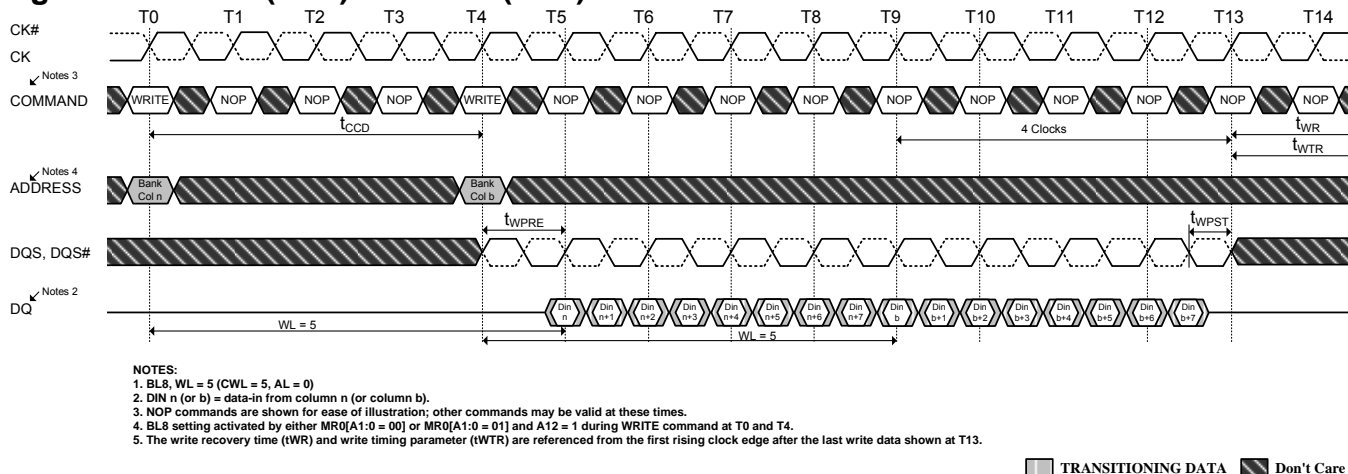 T0 T1 T2 T3 T4 T5 T6 T7 T8 T9 T10 T11 T12 T13 T14
CK#
CK
Notes 3
COMMAND
WRITE NOP NOP NOP WRITE NOP NOP NOP NOP NOP NOP NOP NOP NOP NOP
tCCD
4 Clocks
tWR
tWTR
Notes 4
ADDRESS
Bank Col n
Bank Col b
tWPRE
tWPST
DQS, DQS#
Notes 2
DQ
Din n Din n+1 Din n+2 Din n+3 Din n+4 Din n+5 Din n+6 Din n+7 Din b Din b+1 Din b+2 Din b+3 Din b+4 Din b+5 Din b+6 Din b+7
WL = 5
WL = 5
NOTES:
1. BL8, WL = 5 (CWL = 5, AL = 0)
2. DIN n (or b) = data-in from column n (or column b).
3. NOP commands are shown for ease of illustration; other commands may be valid at these times.
4. BL8 setting activated by either MR0[A1:0 = 00] or MR0[A1:0 = 01] and A12 = 1 during WRITE command at T0 and T4.
5. The write recovery time (tWR) and write timing parameter (tWTR) are referenced from the first rising clock edge after the last write data shown at T13.
TRANSITIONING DATA Don't Care